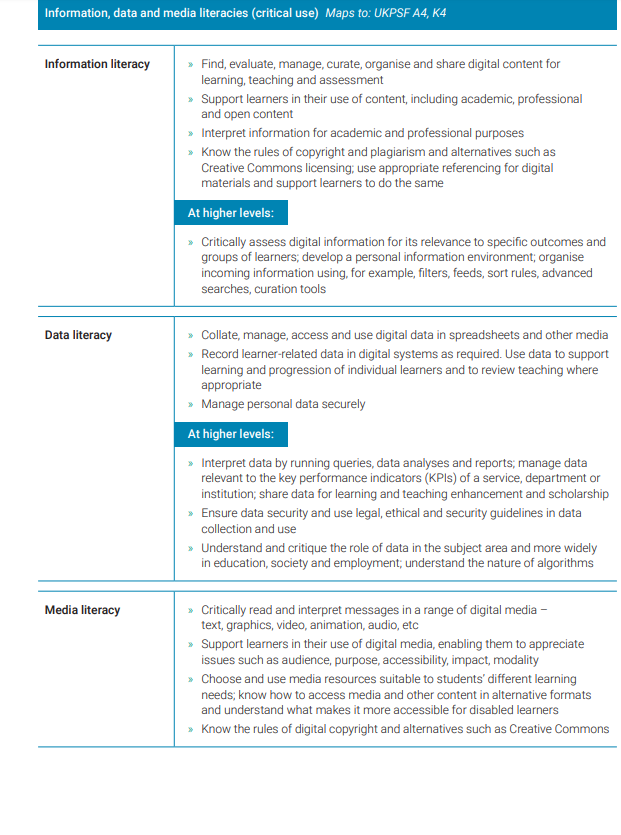 Information, data and media literacies (critical use) Maps to: UKPSF A4, K4
Information literacy
» Find, evaluate, manage, curate, organise and share digital content for
learning, teaching and assessment
» Support learners in their use of content, including academic, professional
and open content
» Interpret information for academic and professional purposes
» Know the rules of copyright and plagiarism and alternatives such as
Creative Commons licensing; use appropriate referencing for digital
materials and support learners to do the same
At higher levels:
» Critically assess digital information for its relevance to specific outcomes and
groups of learners; develop a personal information environment; organise
incoming information using, for example, filters, feeds, sort rules, advanced
searches, curation tools
Data literacy
» Collate, manage, access and use digital data in spreadsheets and other media
» Record learner-related data in digital systems as required. Use data to support
learning and progression of individual learners and to review teaching where
appropriate
» Manage personal data securely
At higher levels:
» Interpret data by running queries, data analyses and reports; manage data
relevant to the key performance indicators (KPIs) of a service, department or
institution; share data for learning and teaching enhancement and scholarship
» Ensure data security and use legal, ethical and security guidelines in data
collection and use
» Understand and critique the role of data in the subject area and more widely
in education, society and employment; understand the nature of algorithms
Media literacy
» Critically read and interpret messages in a range of digital media –
text, graphics, video, animation, audio, etc
» Support learners in their use of digital media, enabling them to appreciate
issues such as audience, purpose, accessibility, impact, modality
» Choose and use media resources suitable to students' different learning
needs; know how to access media and other content in alternative formats
and understand what makes it more accessible for disabled learners
» Know the rules of digital copyright and alternatives such as Creative Commons